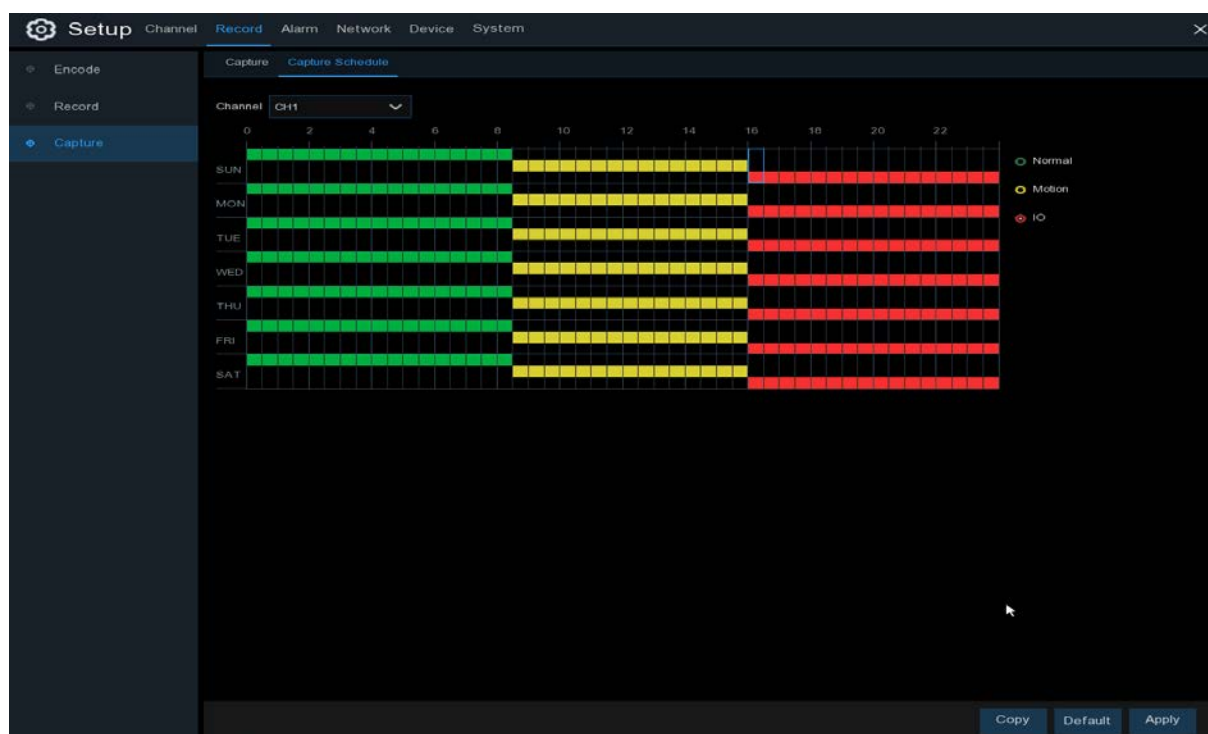 Setup Channel Record Alarm Network Device System
Encode
Record
Capture
Capture Capture Schedule
Channel CH1
0 2 4 6 8 10 12 14 16 18 20 22
SUN
MON
TUE
WED
THU
FRI
SAT
Normal
Motion
IO
Copy Default Apply